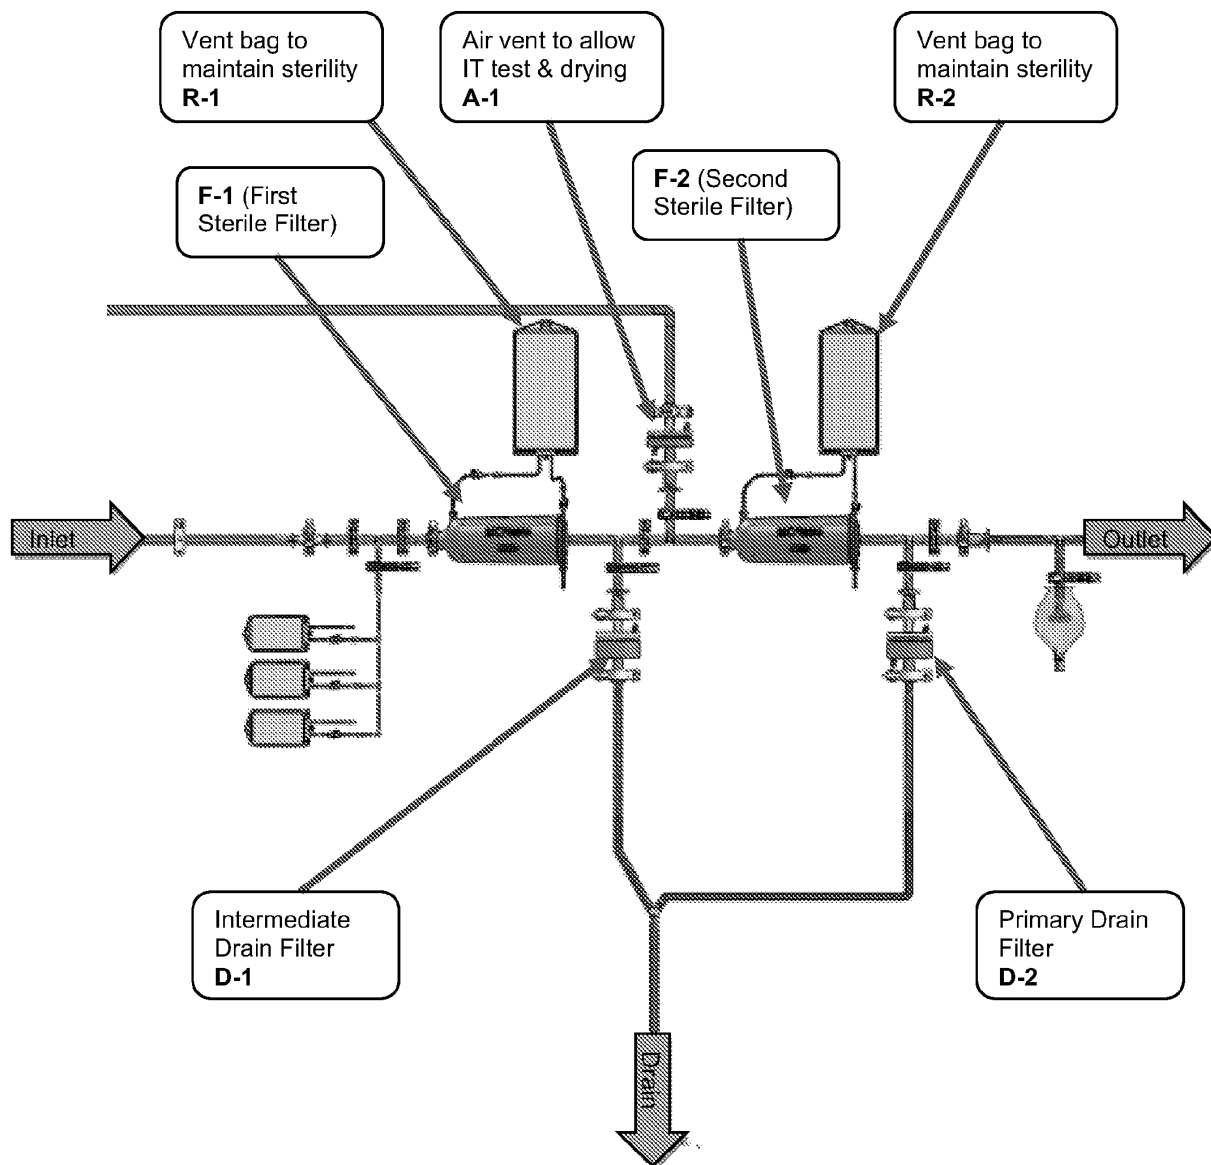 Vent bag to
maintain sterility
R-1
Air vent to allow
IT test & drying
A-1
Vent bag to
maintain sterility
R-2
F-1 (First
Sterile Filter)
F-2 (Second
Sterile Filter)
Inlet
Outlet
Intermediate
Drain Filter
D-1
Primary Drain
Filter
D-2
Drain